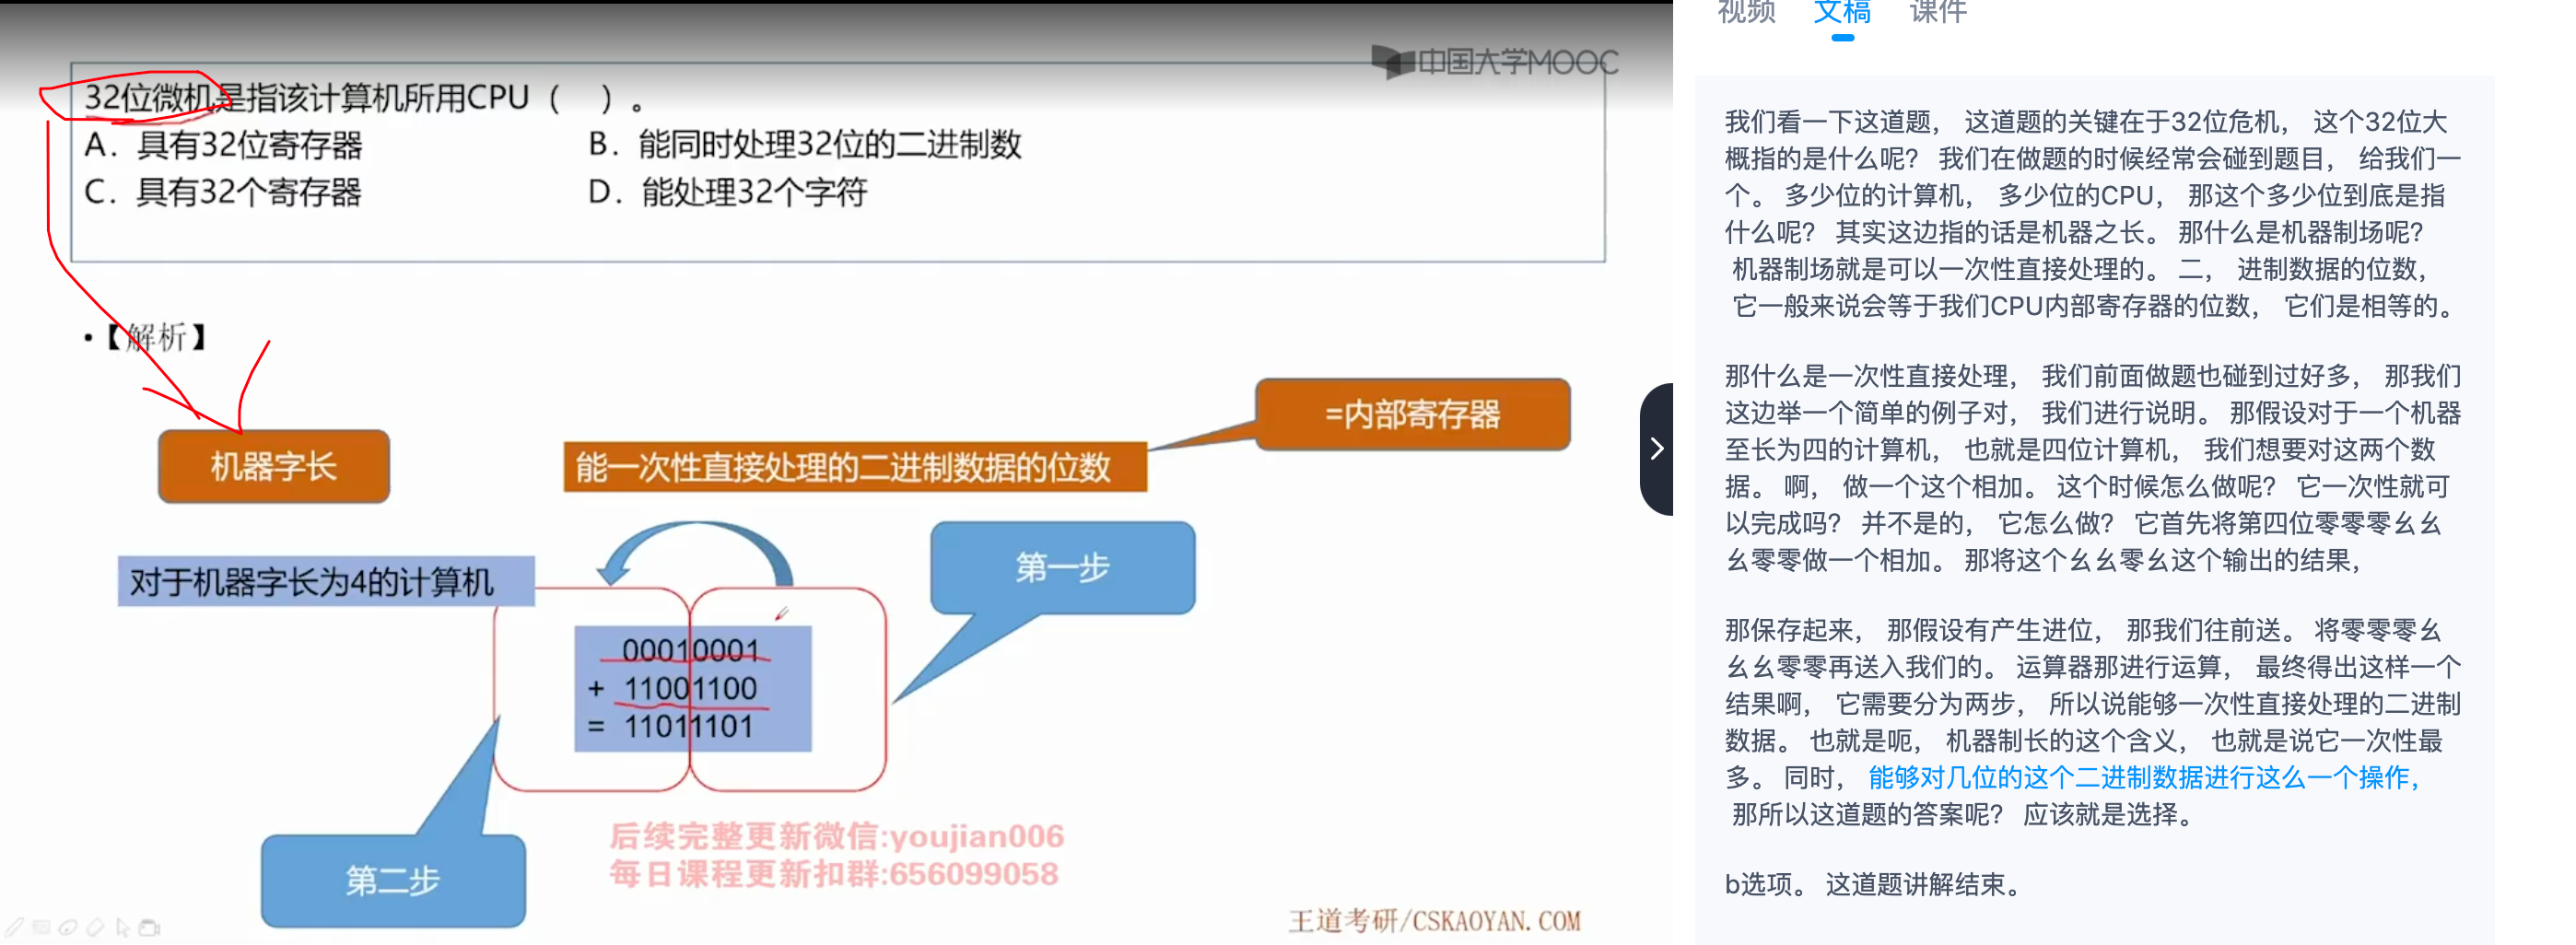 中国大学MOOC
32位微机是指该计算机所用CPU（ ）。
A. 具有32位寄存器 B. 能同时处理32位的二进制数
C. 具有32个寄存器 D. 能处理32个字符
•【解析】
=内部寄存器
机器字长
能一次性直接处理的二进制数据的位数
第一步
对于机器字长为4的计算机
00010001
+ 11001100
= 11011101
第二步
后续完整更新微信:youjian006
每日课程更新扣群:656099058
王道考研/CSKAOYAN.COM
视频 文稿 课件
我们看一下这道题， 这道题的关键在于32位危机， 这个32位大
概指的是什么呢？ 我们在做题的时候经常会碰到题目， 给我们一
个。 多少位的计算机， 多少位的CPU， 那这个多少位到底是指
什么呢？ 其实这边指的话是机器之长。 那什么是机器制场呢？
机器制场就是可以一次性直接处理的。 二， 进制数据的位数，
它一般来说会等于我们CPU内部寄存器的位数， 它们是相等的。
那什么是一次性直接处理， 我们前面做题也碰到过好多， 那我们
这边举一个简单的例子对， 我们进行说明。 那假设对于一个机器
至长为四的计算机， 也就是四位计算机， 我们想要对这两个数
据。 啊， 做一个这个相加。 这个时候怎么做呢？ 它一次性就可
以完成吗？ 并不是的， 它怎么做？ 它首先将第四位零零零幺幺
幺零零做一个相加。 那将这个幺幺零幺这个输出的结果，
那保存起来， 那假设有产生进位， 那我们往前送。 将零零零幺
幺幺零零再送入我们的。 运算器那进行运算， 最终得出这样一个
结果啊， 它需要分为两步， 所以说能够一次性直接处理的二进制
数据。 也就是呃， 机器制长的这个含义， 也就是说它一次性最
多。 同时， 能够对几位的这个二进制数据进行这么一个操作，
那所以这道题的答案呢？ 应该就是选择。
b选项。 这道题讲解结束。